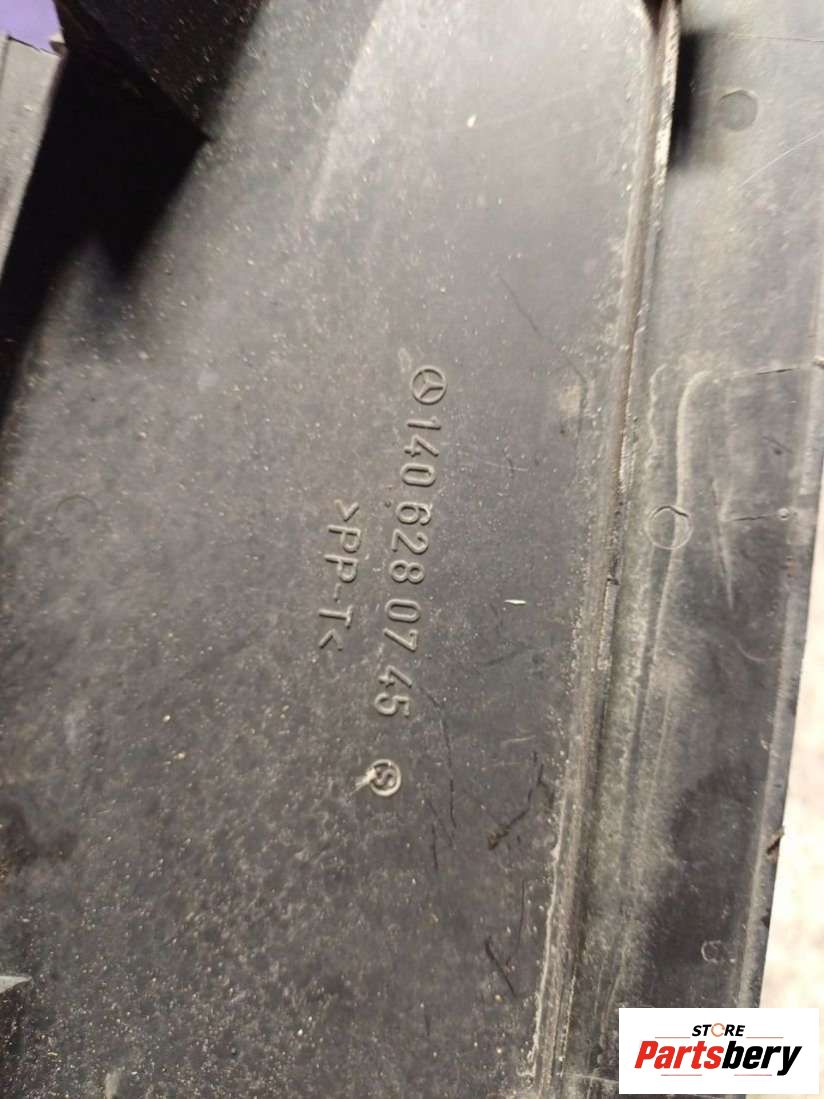 140 628 07 45 S
>PP-T<
STORE
Partsbery